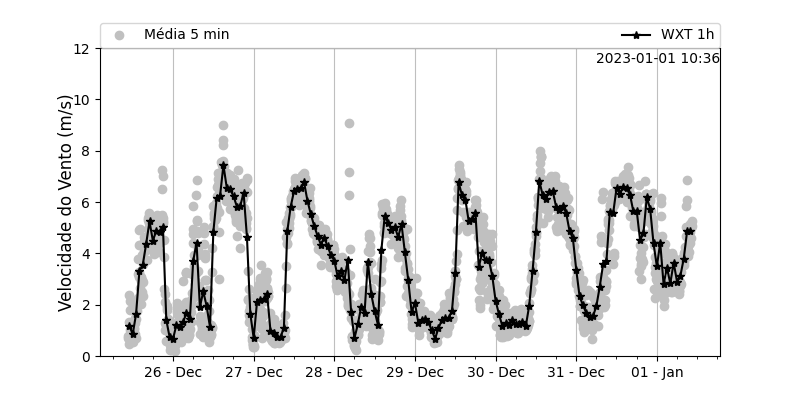 Média 5 min
WXT 1h
2023-01-01 10:36
Velocidade do Vento (m/s)
12
10
8
6
4
2
0
26 - Dec 27 - Dec 28 - Dec 29 - Dec 30 - Dec 31 - Dec 01 - Jan